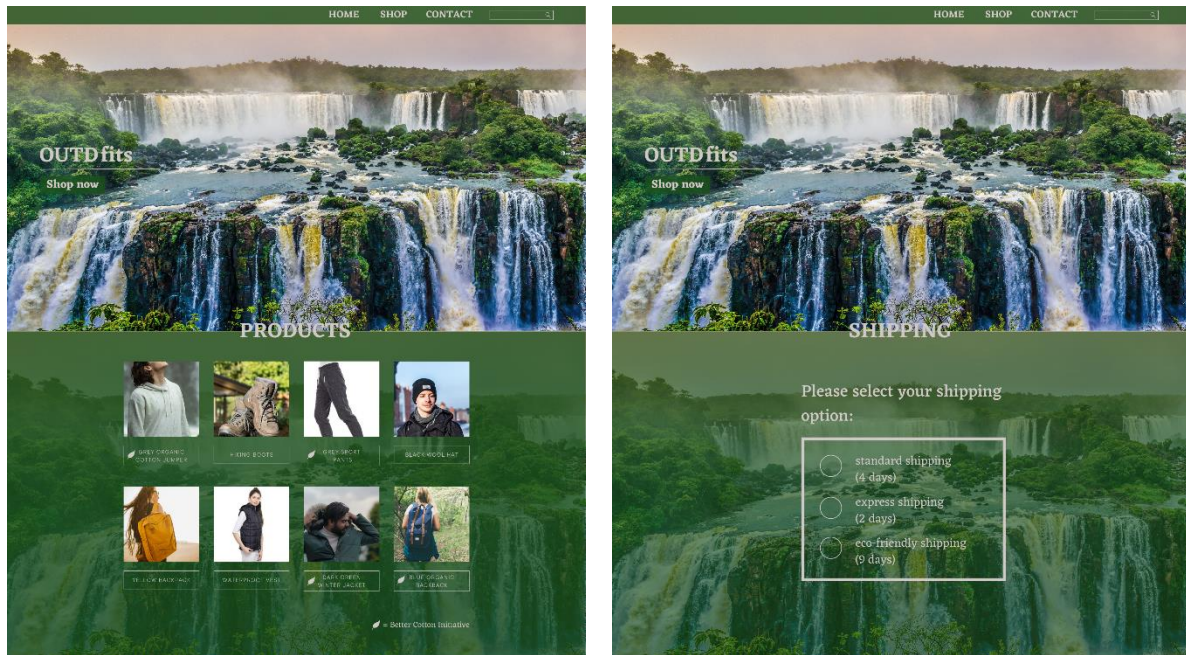 HOME SHOP CONTACT
OUTDfits
Shop now
PRODUCTS
GREY ORGANIC
COTTON JUMPER
HIKING BOOTS
GREY SPORT
PANTS
BLACK WOOL HAT
YELLOW BACKPACK
WATERPROOF VEST
DARK GREEN
WINTER JACKET
BLUE ORGANIC
BACKBACK
= Better Cotton Initiative
HOME SHOP CONTACT
OUTDfits
Shop now
SHIPPING
Please select your shipping
option:
standard shipping
(4 days)
express shipping
(2 days)
eco-friendly shipping
(9 days)